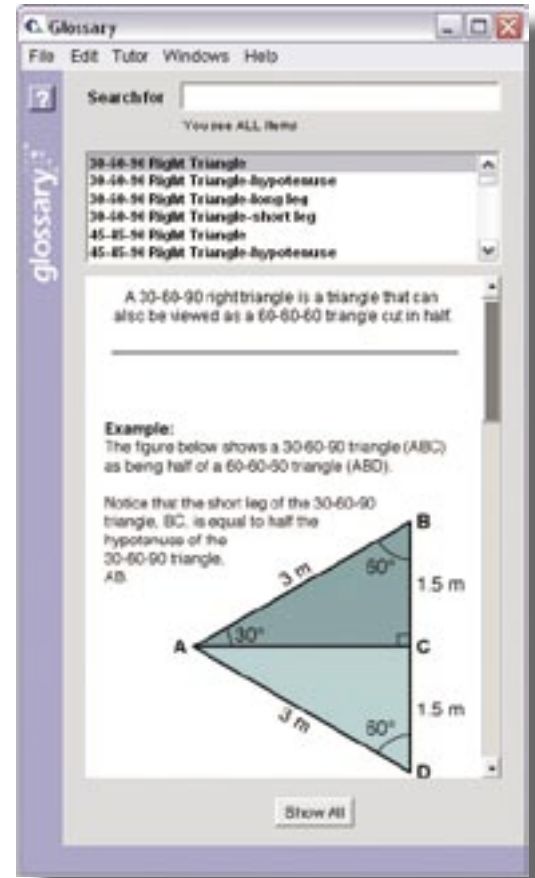 Glossary
File Edit Tutor Windows Help
?
Search for
You see ALL items
glossary
30-60-90 Right Triangle
30-60-90 Right Triangle-hypotenuse
30-60-90 Right Triangle-long leg
30-60-90 Right Triangle-short leg
45-45-90 Right Triangle
45-45-90 Right Triangle-hypotenuse
A 30-60-90 right triangle is a triangle that can
also be viewed as a 60-60-60 triangle cut in half.
Example:
The figure below shows a 30-60-90 triangle (ABC)
as being half of a 60-60-60 triangle (ABD).
Notice that the short leg of the 30-60-90
triangle, BC, is equal to half the
hypotenuse of the
30-60-90 triangle,
AB.
B
3 m
60°
1.5 m
A
30°
C
3 m
60°
1.5 m
D
Show All